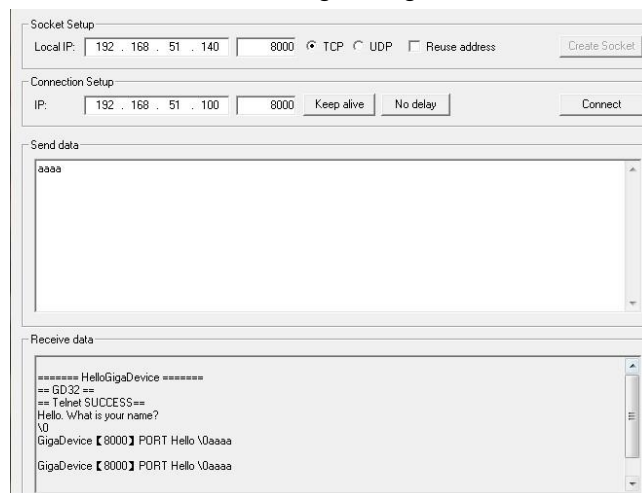 Socket Setup
Local IP: 192 . 168 . 51 . 140 8000 TCP UDP Reuse address Create Socket
Connection Setup
IP: 192 . 168 . 51 . 100 8000 Keep alive No delay Connect
Send data
aaaa
Receive data
======= HelloGigaDevice =======
== GD32 ==
== Telnet SUCCESS==
Hello. What is your name?
\0
GigaDevice【8000】PORT Hello \0aaaa
GigaDevice【8000】PORT Hello \0aaaa